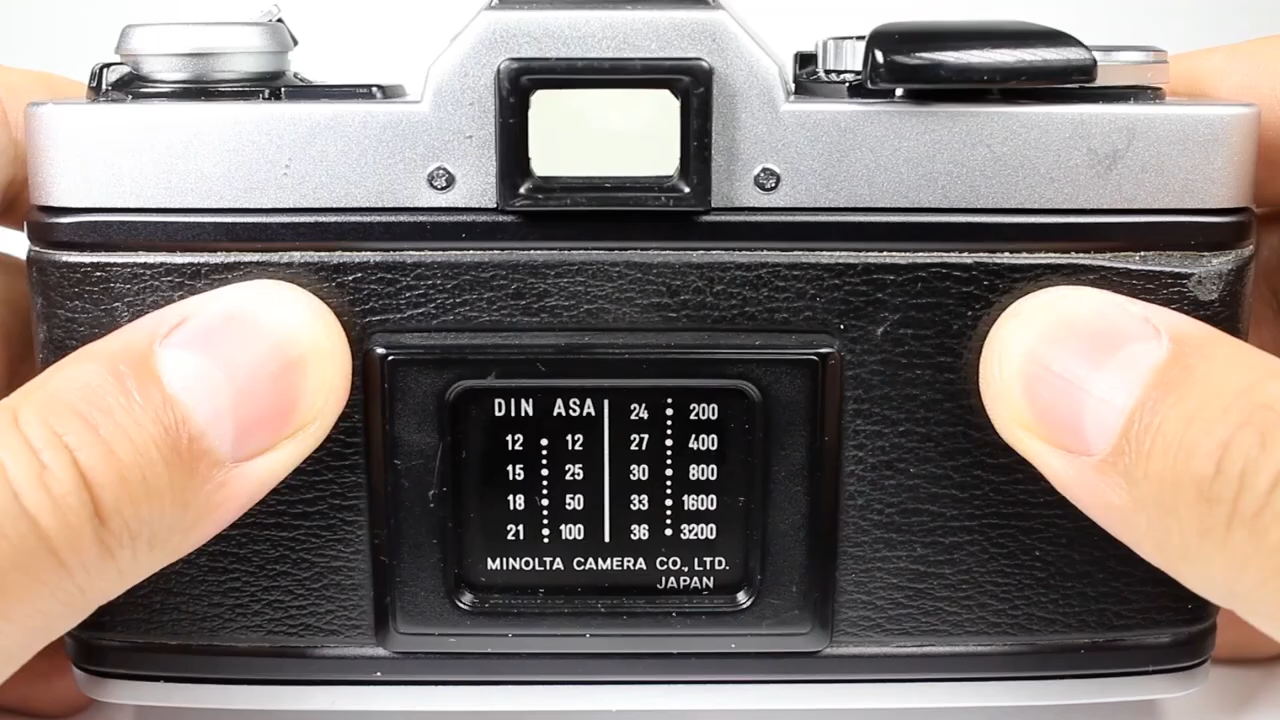 DIN ASA 24 200
12 12 27 400
15 25 30 800
18 50 33 1600
21 100 36 3200
MINOLTA CAMERA CO., LTD.
JAPAN